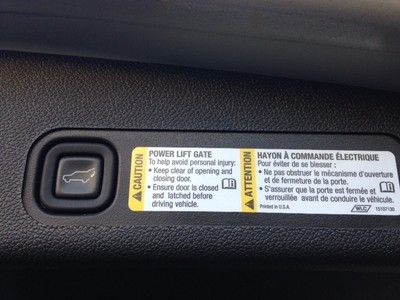 CAUTION
POWER LIFT GATE
To help avoid personal injury:
• Keep clear of opening and
closing door.
• Ensure door is closed
and latched before
driving vehicle.
ATTENTION
HAYON À COMMANDE ÉLECTRIQUE
Pour éviter de se blesser :
• Ne pas obstruer le mécanisme d'ouverture
et de fermeture de la porte.
• S'assurer que la porte est fermée et
verrouillée avant de conduire le véhicule.
Printed in U.S.A
WLC 15107130